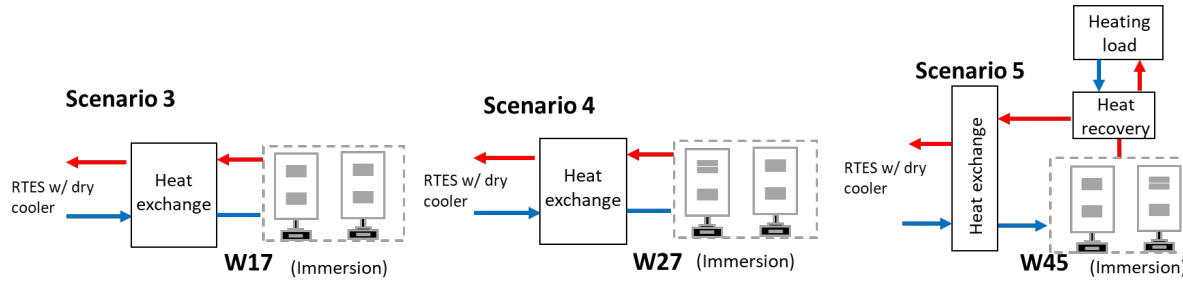 Scenario 3
Heat
exchange
RTES w/ dry
cooler
W17 (Immersion)
Scenario 4
Heat
exchange
RTES w/ dry
cooler
W27 (Immersion)
Scenario 5
Heating
load
Heat
recovery
Heat exchange
RTES w/ dry
cooler
W45 (Immersion)